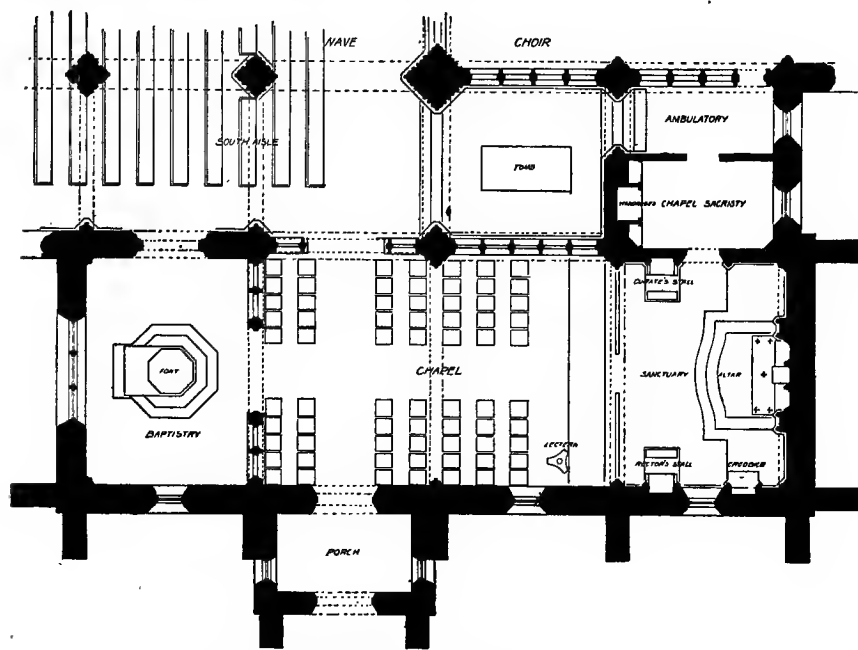 NAVE
CHOIR
SOUTH AISLE
AMBULATORY
TOMB
CHAPEL SACRISTY
CURATE'S STALL
FONT
CHAPEL
SANCTUARY
ALTAR
BAPTISTRY
LECTERN
RECTOR'S STALL
CREDENCE
PORCH